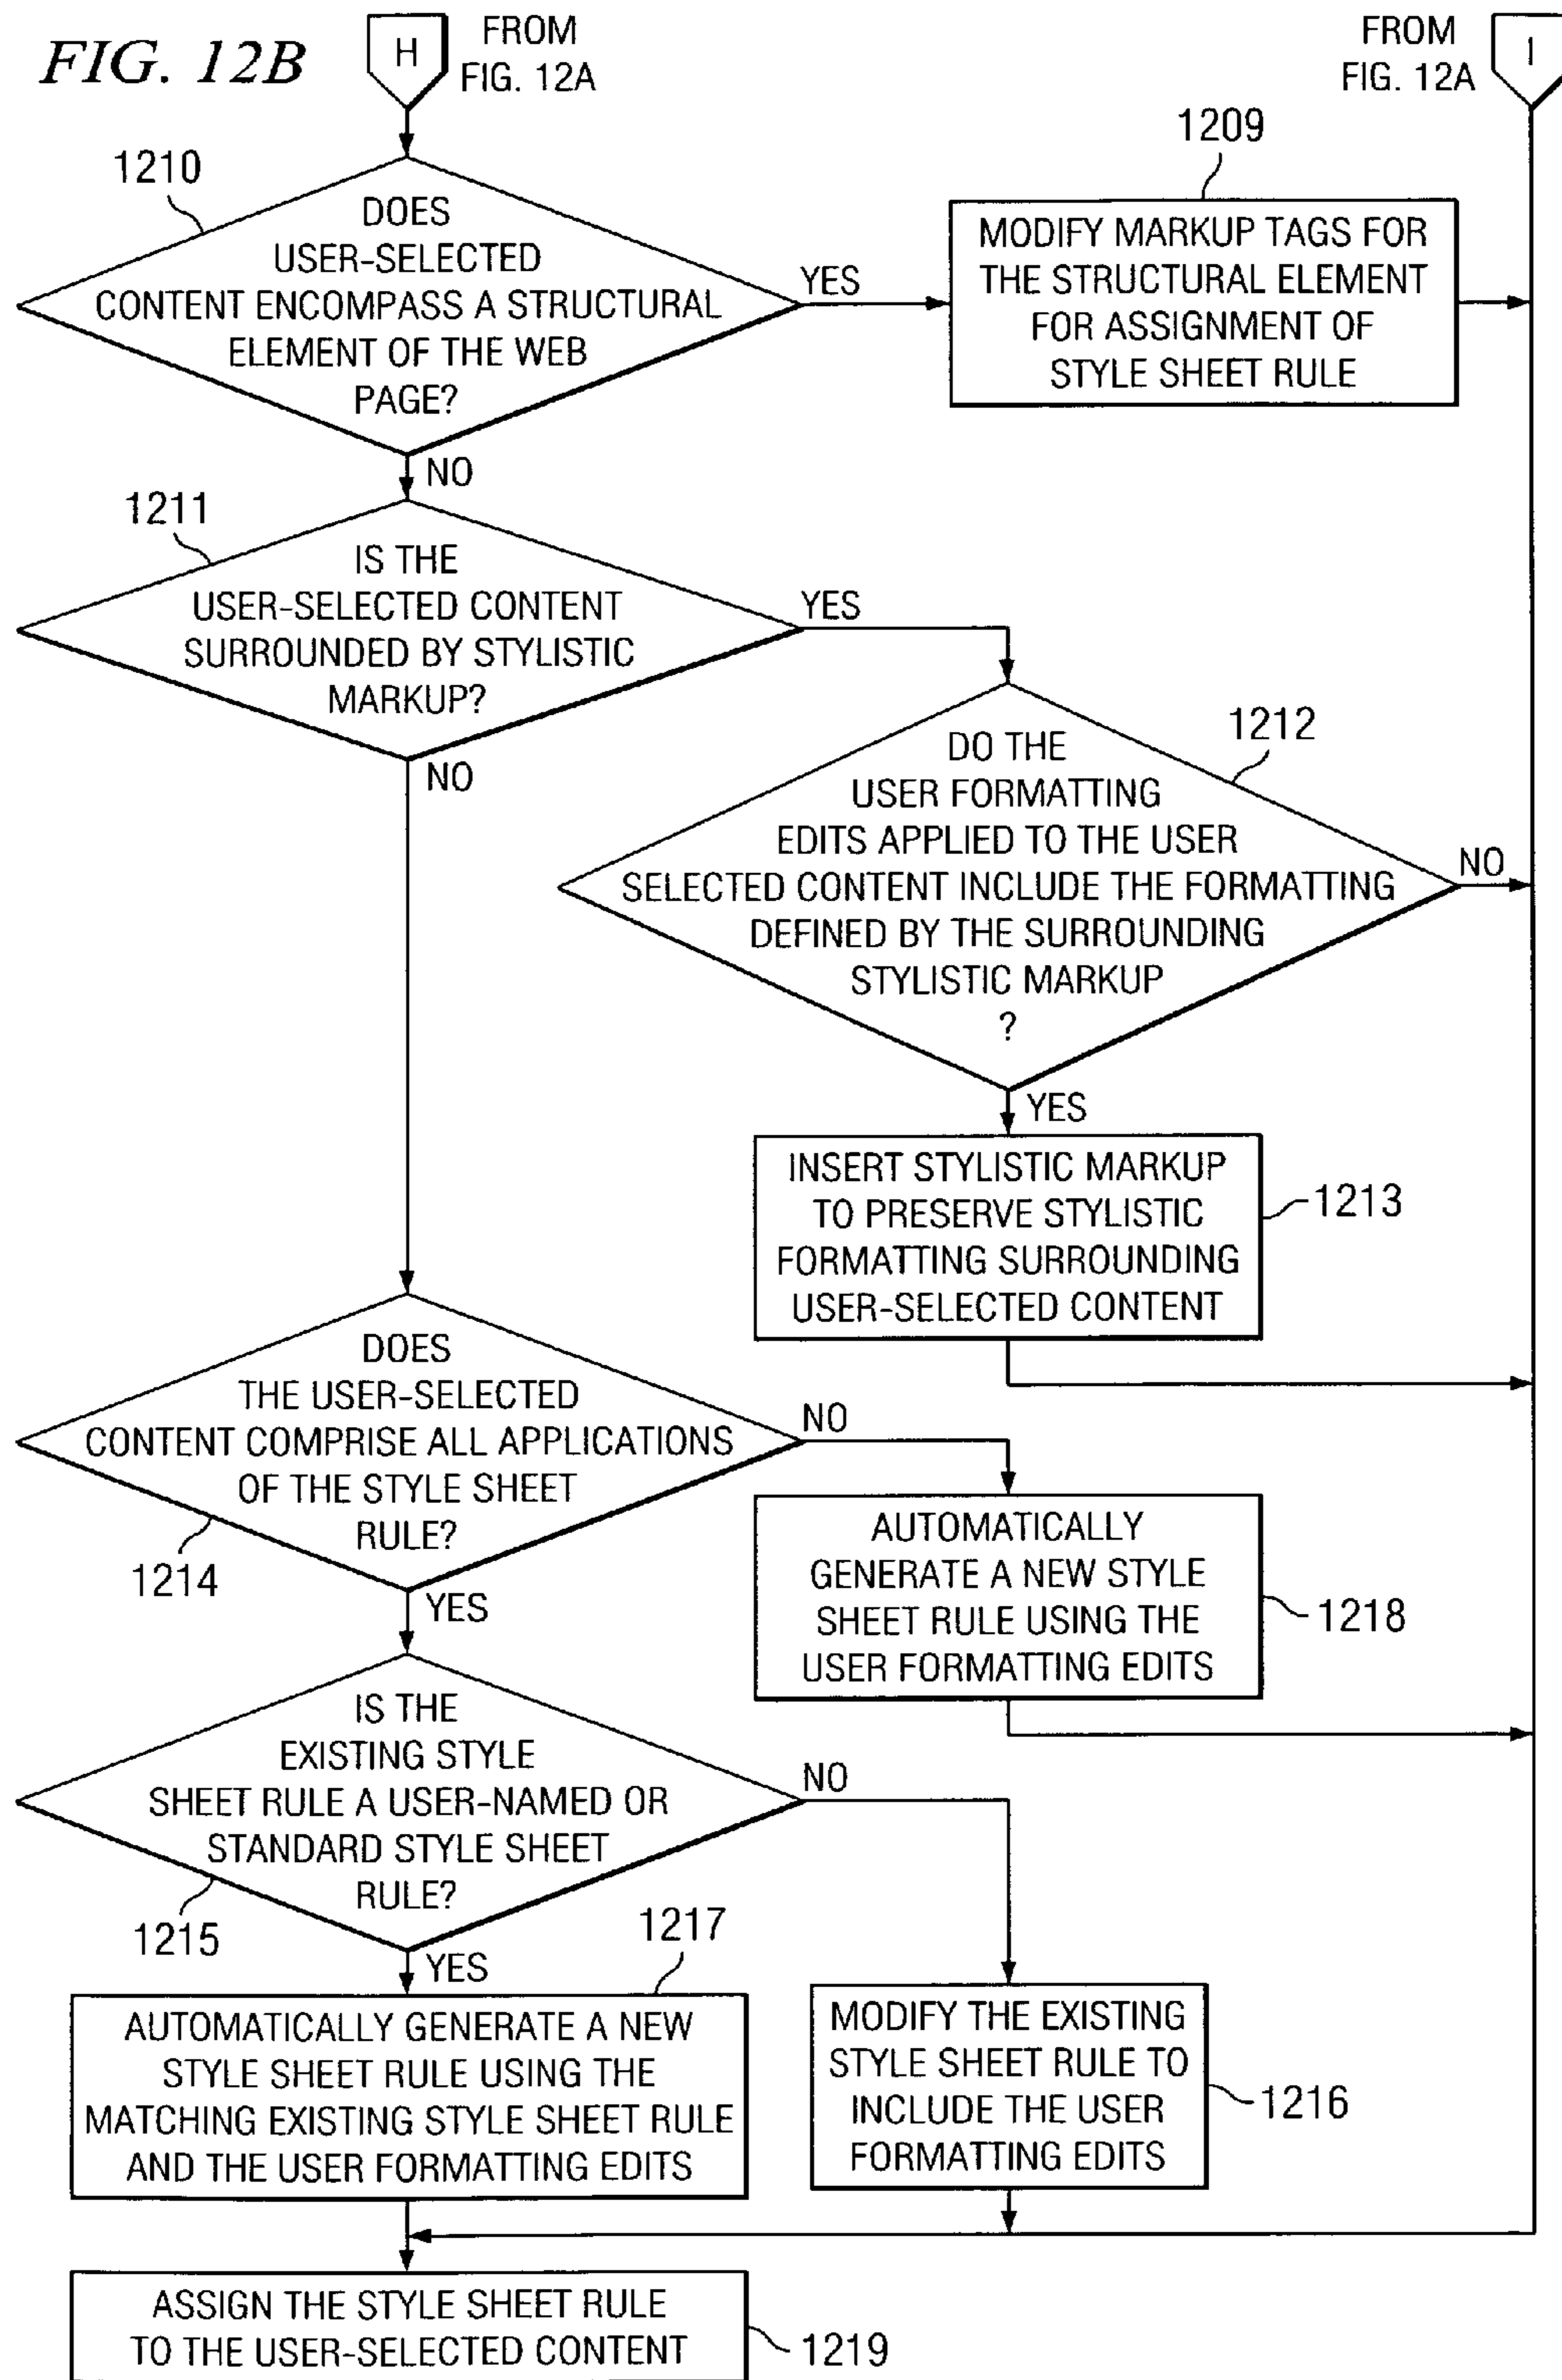 FIG. 12B
H
FROM
FIG. 12A
FROM
FIG. 12A
I
1210
DOES
USER-SELECTED
CONTENT ENCOMPASS A STRUCTURAL
ELEMENT OF THE WEB
PAGE?
YES
1209
MODIFY MARKUP TAGS FOR
THE STRUCTURAL ELEMENT
FOR ASSIGNMENT OF
STYLE SHEET RULE
NO
1211
IS THE
USER-SELECTED CONTENT
SURROUNDED BY STYLISTIC
MARKUP?
YES
NO
1212
DO THE
USER FORMATTING
EDITS APPLIED TO THE USER
SELECTED CONTENT INCLUDE THE FORMATTING
DEFINED BY THE SURROUNDING
STYLISTIC MARKUP
?
NO
YES
INSERT STYLISTIC MARKUP
TO PRESERVE STYLISTIC
FORMATTING SURROUNDING
USER-SELECTED CONTENT
1213
DOES
THE USER-SELECTED
CONTENT COMPRISE ALL APPLICATIONS
OF THE STYLE SHEET
RULE?
1214
NO
YES
AUTOMATICALLY
GENERATE A NEW STYLE
SHEET RULE USING THE
USER FORMATTING EDITS
1218
IS THE
EXISTING STYLE
SHEET RULE A USER-NAMED OR
STANDARD STYLE SHEET
RULE?
1215
NO
YES
1217
AUTOMATICALLY GENERATE A NEW
STYLE SHEET RULE USING THE
MATCHING EXISTING STYLE SHEET RULE
AND THE USER FORMATTING EDITS
MODIFY THE EXISTING
STYLE SHEET RULE TO
INCLUDE THE USER
FORMATTING EDITS
1216
ASSIGN THE STYLE SHEET RULE
TO THE USER-SELECTED CONTENT
1219